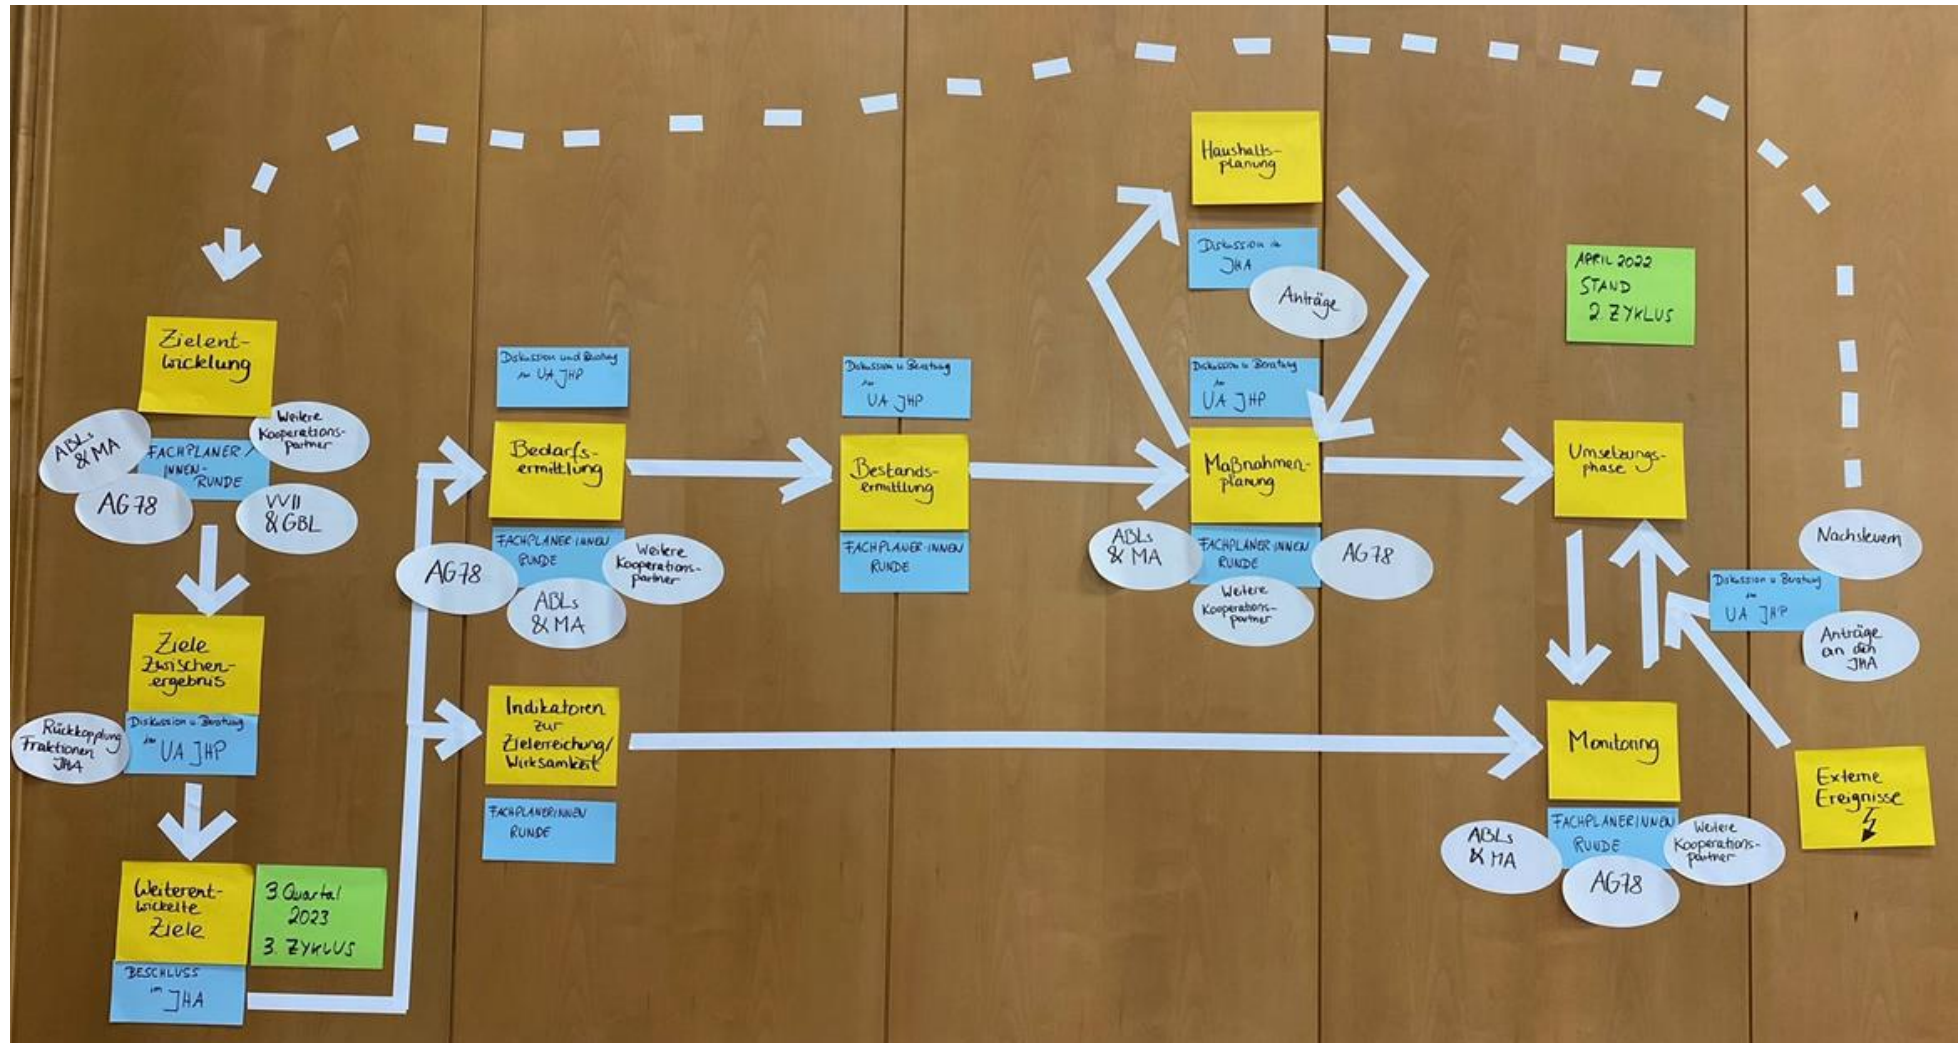 Zielent-
wicklung
ABLs
& MA
Weitere
Kooperations-
partner
FACHPLANER/
INNEN-
RUNDE
AG78
VVII
& GBL
Ziele
Zwischen-
ergebnis
Rückkopplung
Fraktionen
JHA
Diskussion u. Beratung
im UA JHP
Weiterent-
wickelte
Ziele
3 Quartal
2023
3. ZYKLUS
BESCHLUSS
im JHA
Diskussion und Beratung
im UA JHP
Bedarfs-
ermittlung
FACHPLANER INNEN
RUNDE
AG78
ABLs
& MA
Weitere
Kooperations-
partner
Indikatoren
zur
Zielerreichung/
Wirksamkeit
FACHPLANERINNEN
RUNDE
Diskussion u Beratung
im
UA JHP
Bestands-
ermittlung
FACHPLANER·INNEN
RUNDE
Haushalts-
planung
Diskussion im
JHA
Anträge
Diskussion u Beratung
im
UA JHP
Maßnahmen-
planung
ABLs
& MA
FACHPLANER INNEN
RUNDE
AG78
Weitere
Kooperations-
partner
APRIL 2022
STAND
2. ZYKLUS
Umsetzungs-
phase
Nachsteuern
Diskussion u Beratung
im
UA JHP
Anträge
an den
JHA
Monitoring
FACHPLANERINNEN
RUNDE
ABLs
& MA
AG78
Weitere
Kooperations-
partner
Externe
Ereignisse